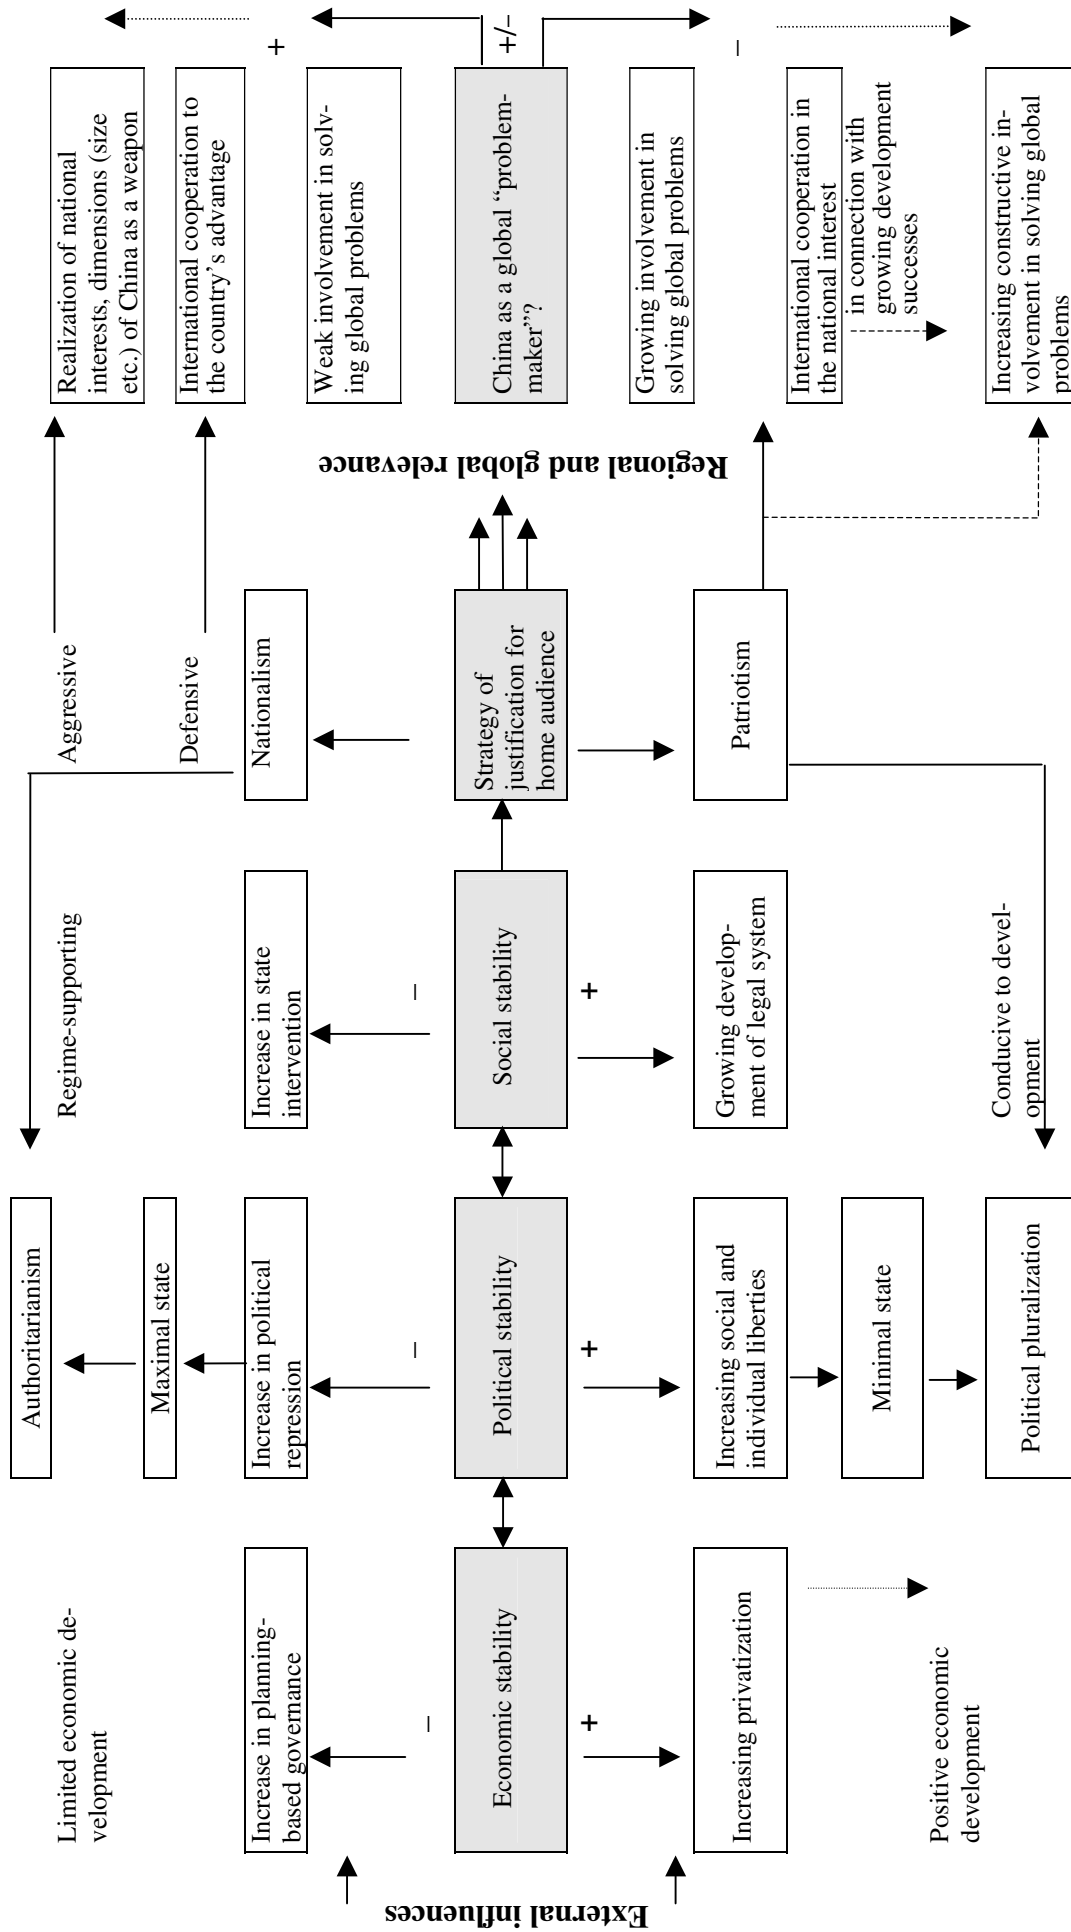 External influences
Limited economic de-
velopment
Increase in planning-
based governance
–
Economic stability
+
Increasing privatization
Positive economic
development
Authoritarianism
Maximal state
Increase in political
repression
–
Political stability
+
Increasing social and
individual liberties
Minimal state
Political pluralization
Regime-supporting
Increase in state
intervention
–
Social stability
+
Growing develop-
ment of legal system
Conducive to devel-
opment
Aggressive
Defensive
Nationalism
Strategy of
justification for
home audience
Patriotism
Regional and global relevance
Realization of national
interests, dimensions (size
etc.) of China as a weapon
International cooperation to
the country’s advantage
Weak involvement in solv-
ing global problems
China as a global “problem-
maker”?
Growing involvement in
solving global problems
International cooperation in
the national interest
in connection with
growing development
successes
Increasing constructive in-
volvement in solving global
problems
+
+/–
–